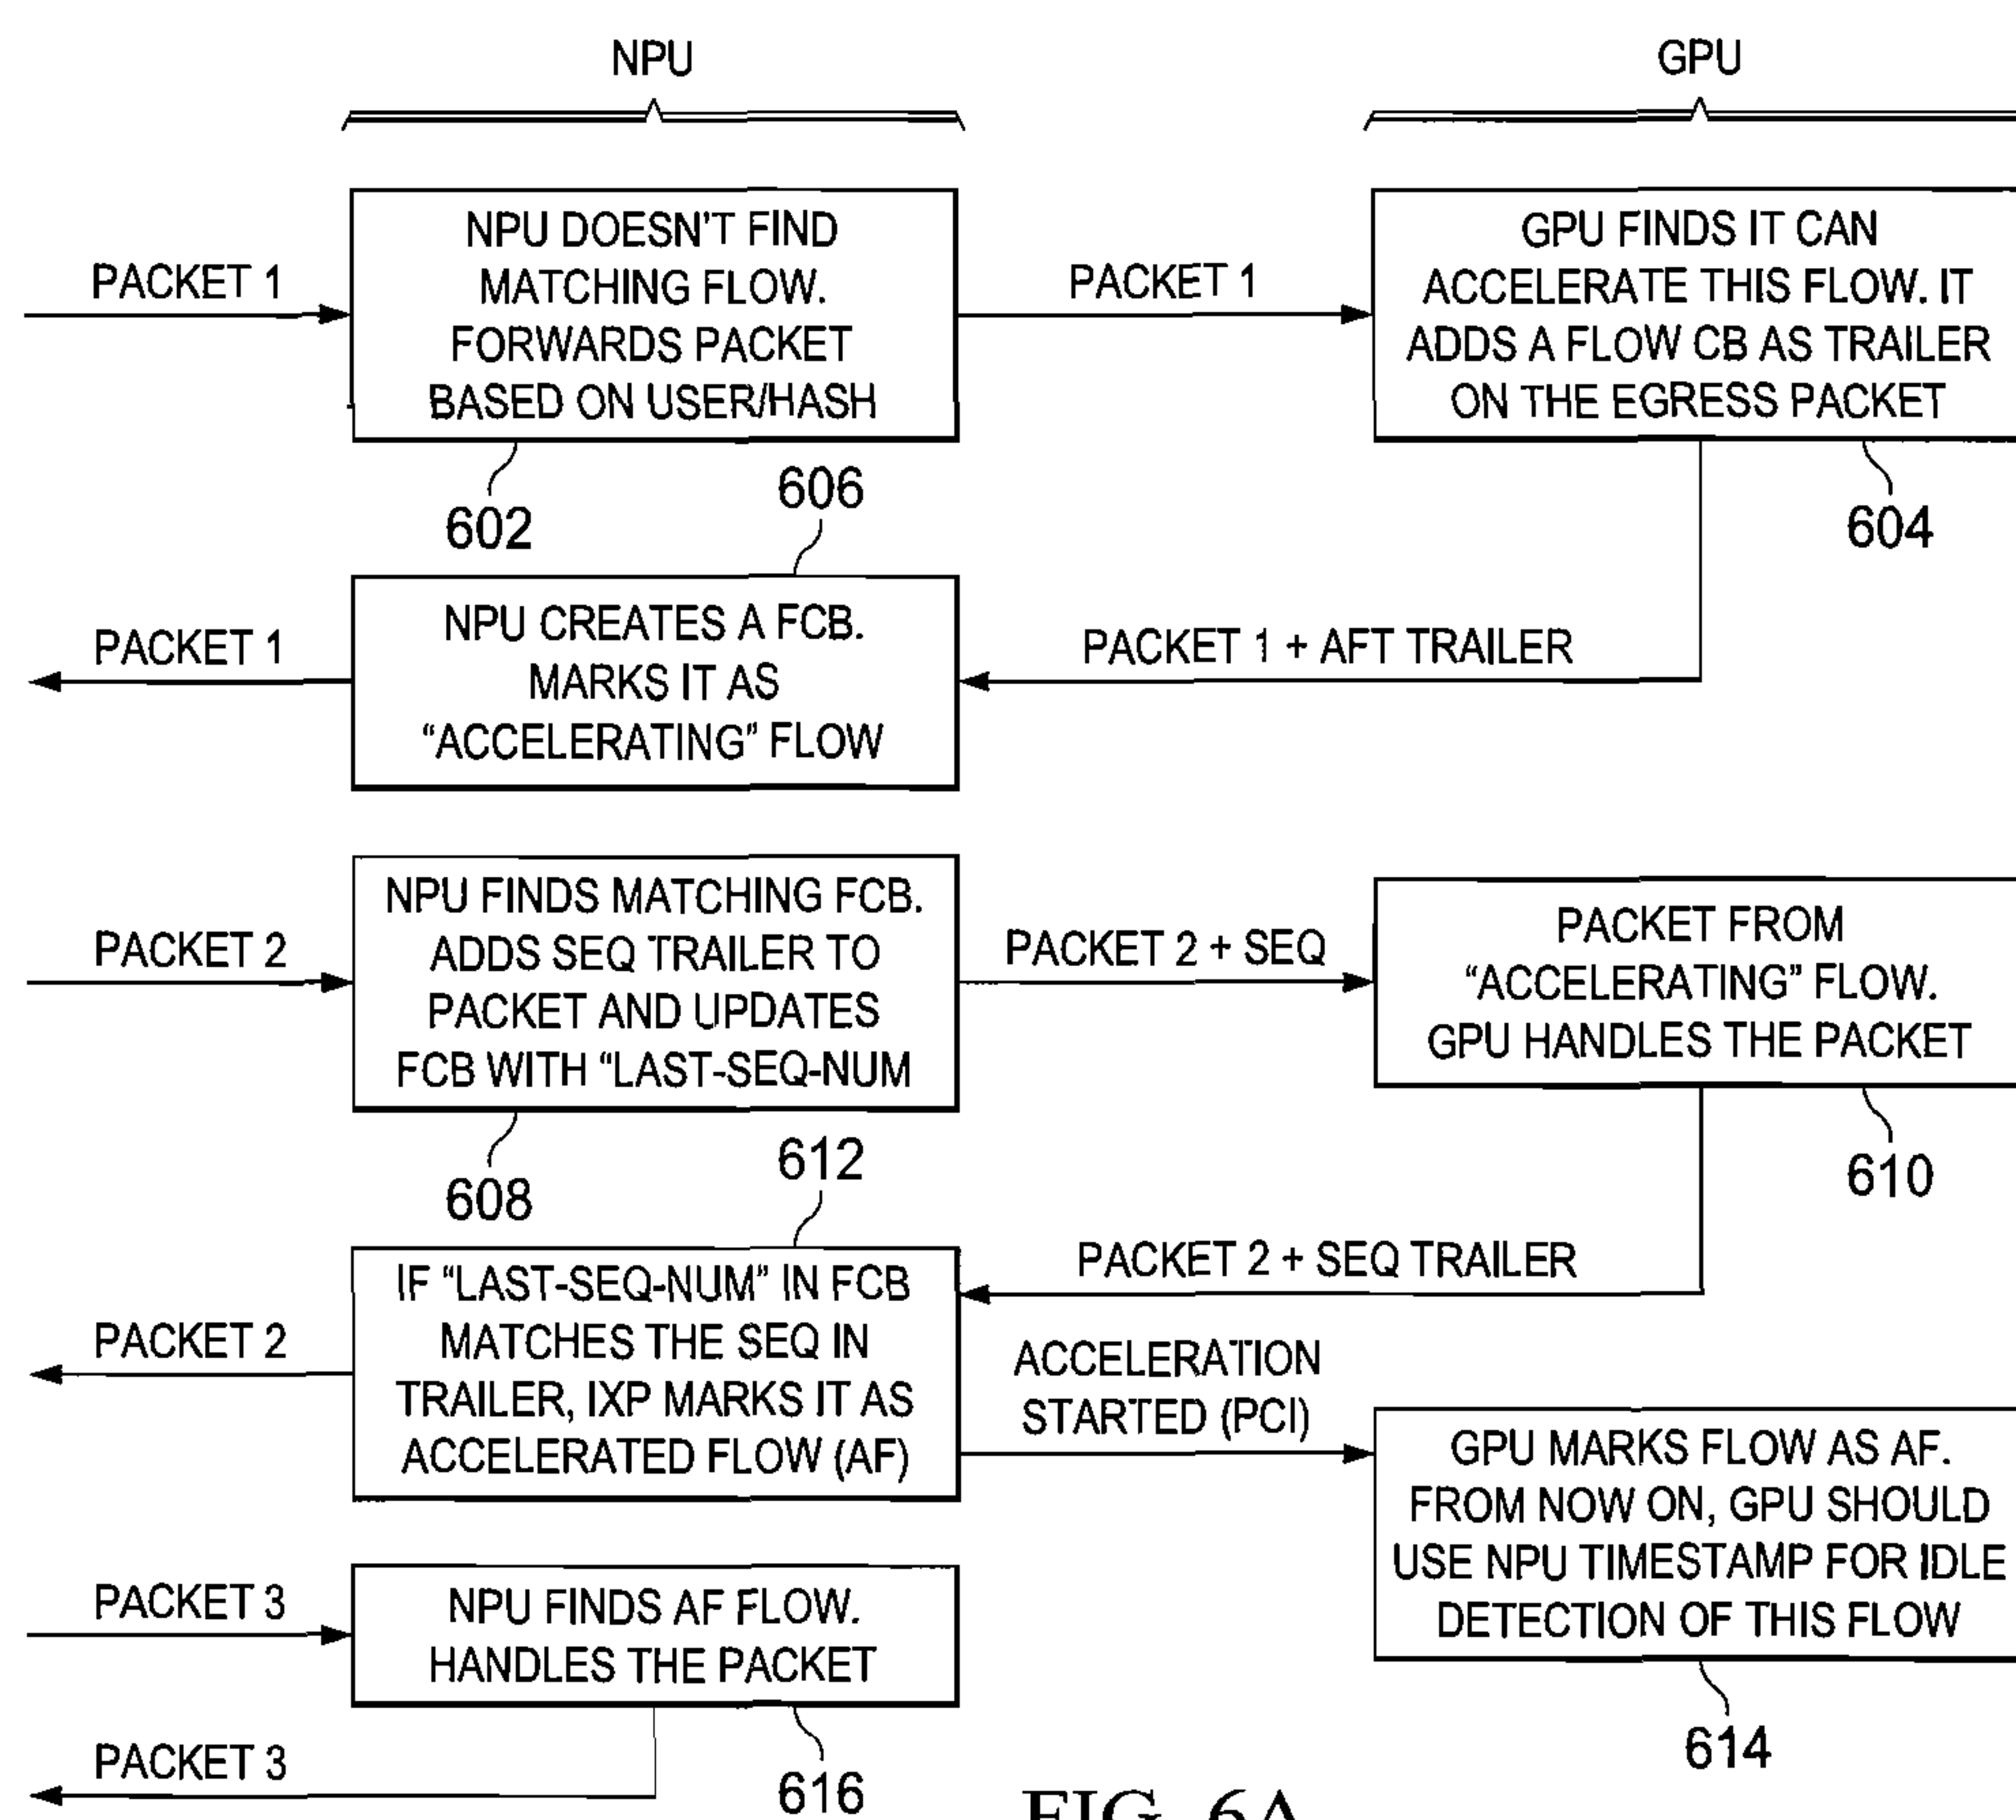 NPU
GPU
PACKET 1
NPU DOESN'T FIND
MATCHING FLOW.
FORWARDS PACKET
BASED ON USER/HASH
PACKET 1
GPU FINDS IT CAN
ACCELERATE THIS FLOW. IT
ADDS A FLOW CB AS TRAILER
ON THE EGRESS PACKET
602
606
604
PACKET 1
NPU CREATES A FCB.
MARKS IT AS
“ACCELERATING” FLOW
PACKET 1 + AFT TRAILER
PACKET 2
NPU FINDS MATCHING FCB.
ADDS SEQ TRAILER TO
PACKET AND UPDATES
FCB WITH “LAST-SEQ-NUM
PACKET 2 + SEQ
PACKET FROM
“ACCELERATING” FLOW.
GPU HANDLES THE PACKET
608
612
610
PACKET 2
IF “LAST-SEQ-NUM” IN FCB
MATCHES THE SEQ IN
TRAILER, IXP MARKS IT AS
ACCELERATED FLOW (AF)
PACKET 2 + SEQ TRAILER
ACCELERATION
STARTED (PCI)
GPU MARKS FLOW AS AF.
FROM NOW ON, GPU SHOULD
USE NPU TIMESTAMP FOR IDLE
DETECTION OF THIS FLOW
614
PACKET 3
NPU FINDS AF FLOW.
HANDLES THE PACKET
PACKET 3
616
FIG. 6A